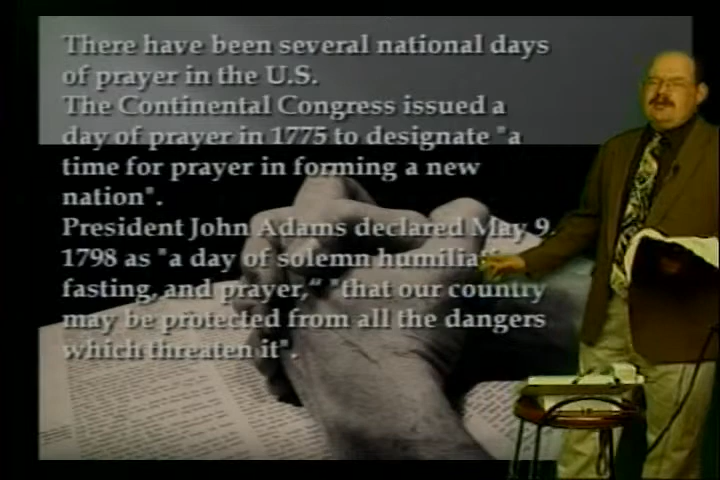 There have been several national days
of prayer in the U.S.
The Continental Congress issued a
day of prayer in 1775 to designate "a
time for prayer in forming a new
nation".
President John Adams declared May 9,
1798 as "a day of solemn humilia
fasting, and prayer,“ "that our country
may be protected from all the dangers
which threaten it".